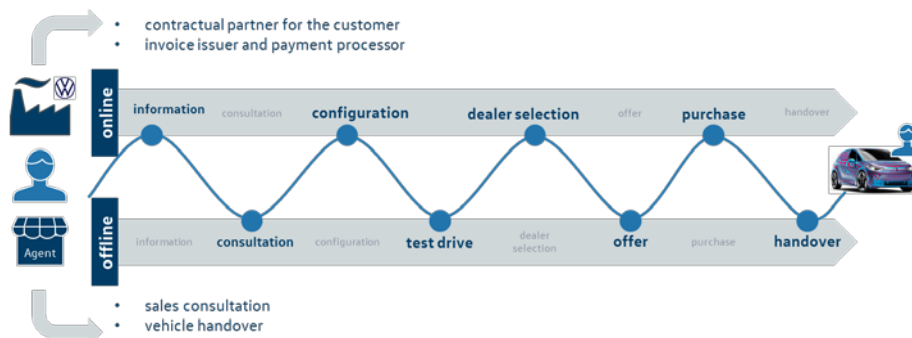 • contractual partner for the customer
• invoice issuer and payment processor
online
information
consultation
configuration
dealer selection
offer
purchase
handover
Agent
offline
information
consultation
configuration
test drive
dealer
selection
offer
purchase
handover
• sales consultation
• vehicle handover